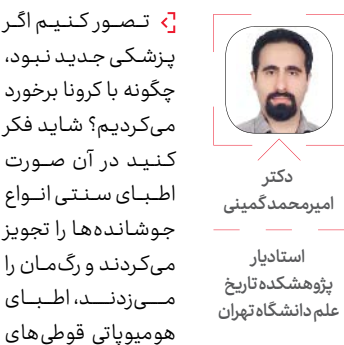 تصور کنیم اگر
پزشکی جدید نبود،
چگونه با کرونا برخورد
می‌کردیم؟ شاید فکر
کنید در آن صورت
اطبای سنتی انواع
جوشانده‌ها را تجویز
می‌کردند و رگ‌مان را
می‌زدند، اطبای
هومیوپاتی قوطی‌های
دکتر
امیرمحمد گمینی
استادیار
پژوهشکده تاریخ
علم دانشگاه تهران